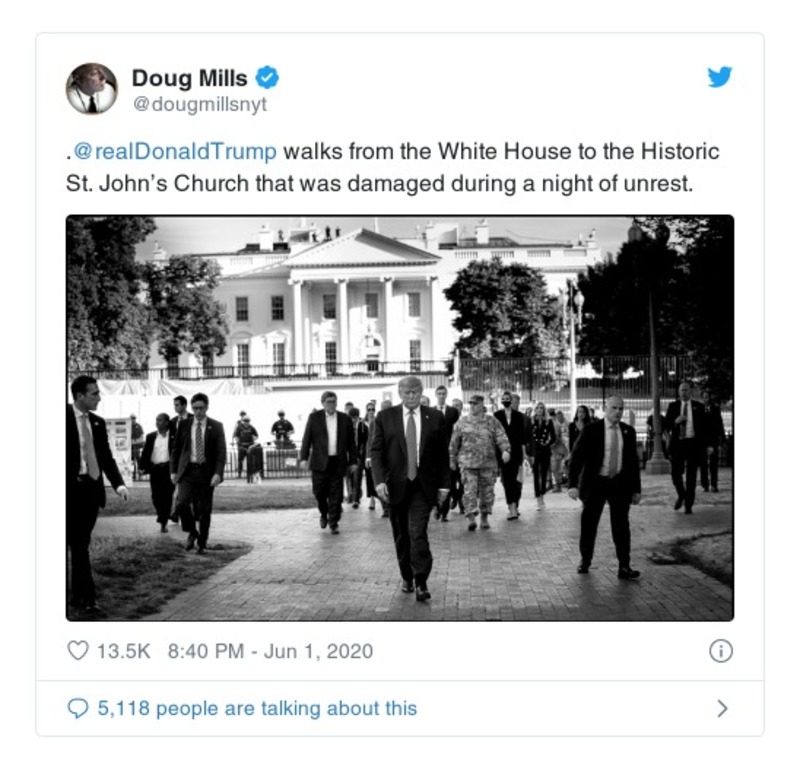 Doug Mills
@dougmillsnyt
.@realDonaldTrump walks from the White House to the Historic
St. John’s Church that was damaged during a night of unrest.
13.5K 8:40 PM - Jun 1, 2020
5,118 people are talking about this